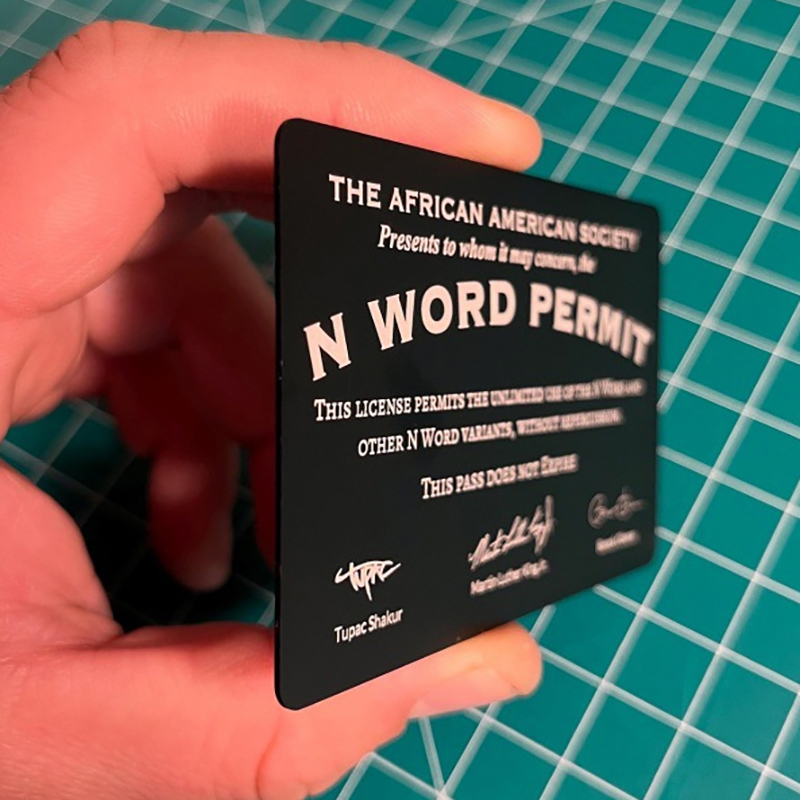 THE AFRICAN AMERICAN SOCIETY
Presents to whom it may concern, the
N WORD PERMIT
THIS LICENSE PERMITS THE UNLIMITED USE OF THE N WORD AND
OTHER N WORD VARIANTS, WITHOUT REPERCUSSION.
THIS PASS DOES NOT EXPIRE
TUPAC
Tupac Shakur
Martin Luther King Jr.